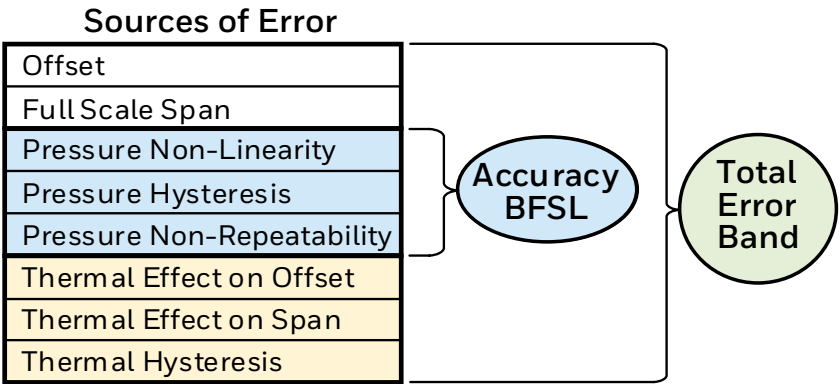 Sources of Error
Offset
Full Scale Span
Pressure Non-Linearity
Pressure Hysteresis
Pressure Non-Repeatability
Thermal Effect on Offset
Thermal Effect on Span
Thermal Hysteresis
Accuracy
BFSL
Total
Error
Band